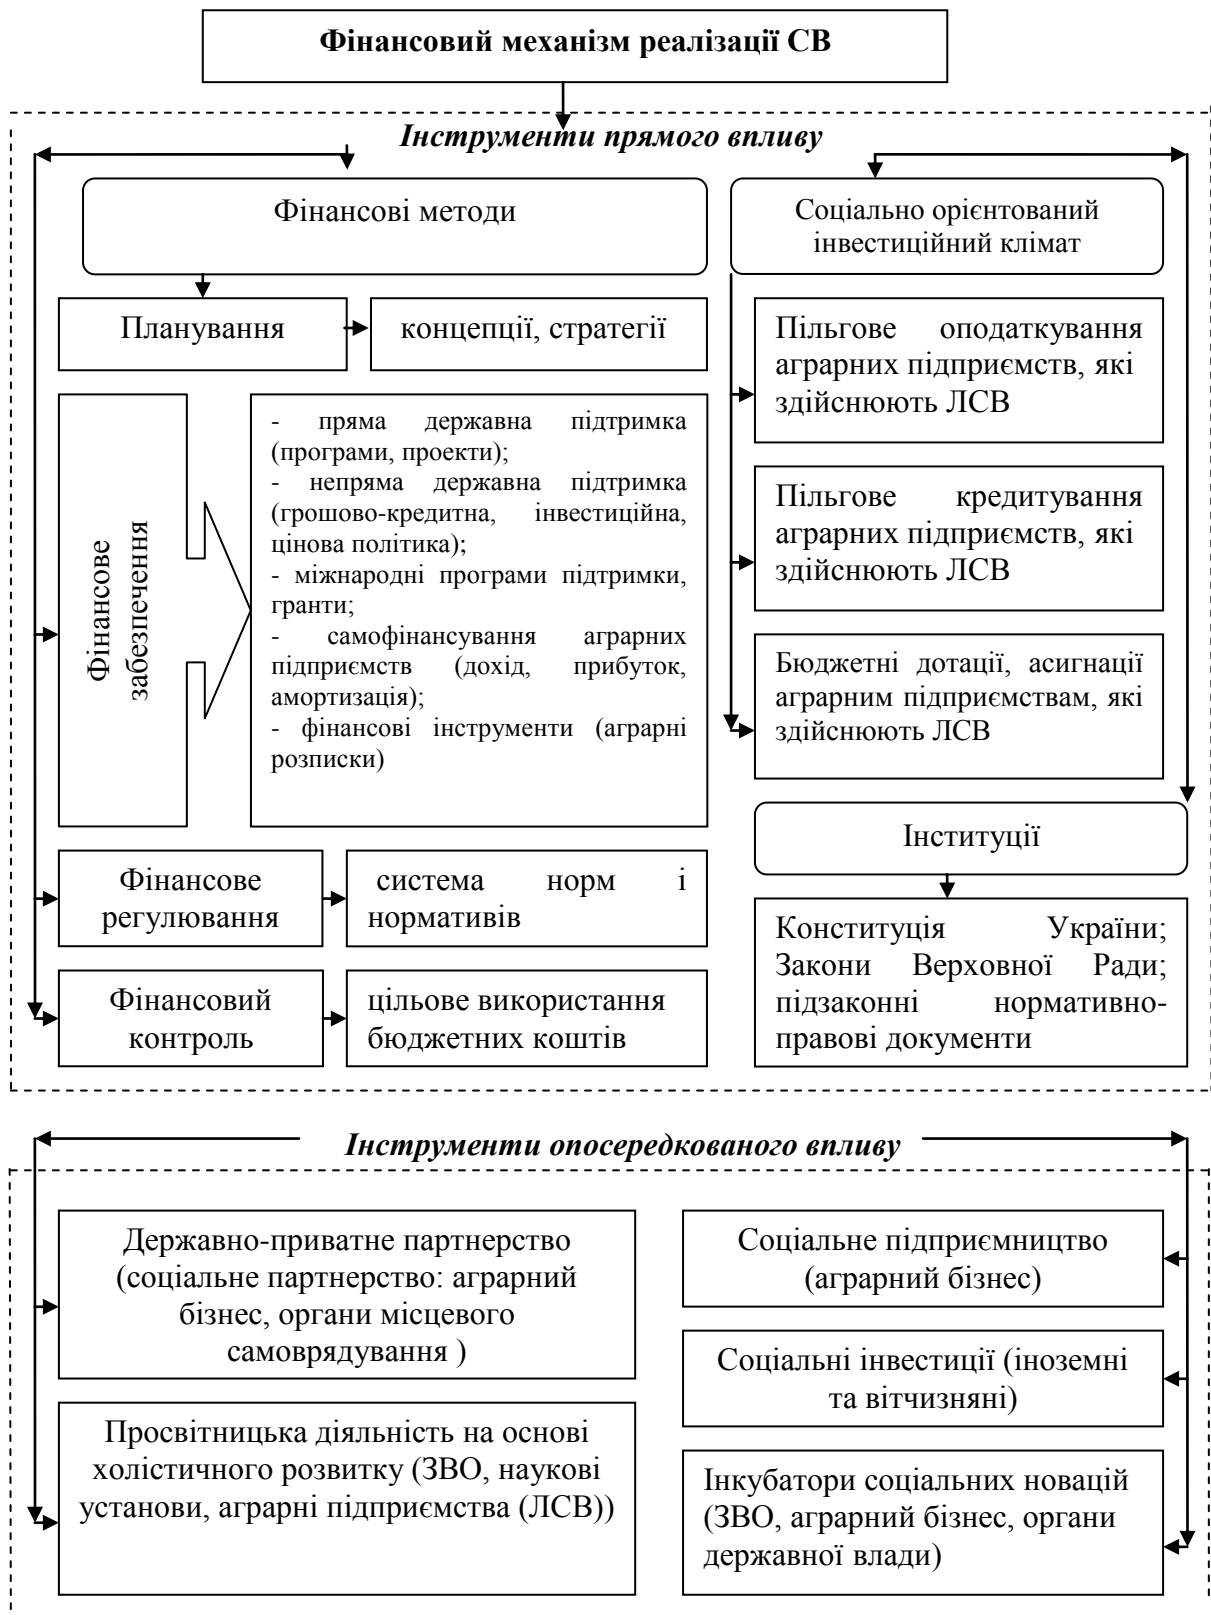 Фінансовий механізм реалізації СВ
Інструменти прямого впливу
Фінансові методи
Планування
концепції, стратегії
Фінансове
забезпечення
- пряма державна підтримка
(програми, проекти);
- непряма державна підтримка
(грошово-кредитна, інвестиційна,
цінова політика);
- міжнародні програми підтримки,
гранти;
- самофінансування аграрних
підприємств (дохід, прибуток,
амортизація);
- фінансові інструменти (аграрні
розписки)
Фінансове
регулювання
система норм і
нормативів
Фінансовий
контроль
цільове використання
бюджетних коштів
Соціально орієнтований
інвестиційний клімат
Пільгове оподаткування
аграрних підприємств, які
здійснюють ЛСВ
Пільгове кредитування
аграрних підприємств, які
здійснюють ЛСВ
Бюджетні дотації, асигнації
аграрним підприємствам, які
здійснюють ЛСВ
Інституції
Конституція України;
Закони Верховної Ради;
підзаконні нормативно-
правові документи
Інструменти опосередкованого впливу
Державно-приватне партнерство
(соціальне партнерство: аграрний
бізнес, органи місцевого
самоврядування )
Просвітницька діяльність на основі
холістичного розвитку (ЗВО, наукові
установи, аграрні підприємства (ЛСВ))
Соціальне підприємництво
(аграрний бізнес)
Соціальні інвестиції (іноземні
та вітчизняні)
Інкубатори соціальних новацій
(ЗВО, аграрний бізнес, органи
державної влади)